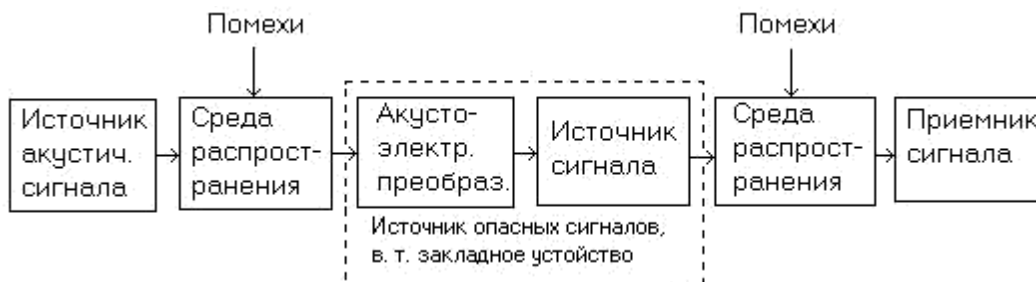 Помехи
Помехи
Источник
акустич.
сигнала
Среда
распрост-
ранения
Акусто-
электр.
преобраз.
Источник
сигнала
Среда
распрост-
ранения
Приемник
сигнала
Источник опасных сигналов,
в. т. закладное устойство